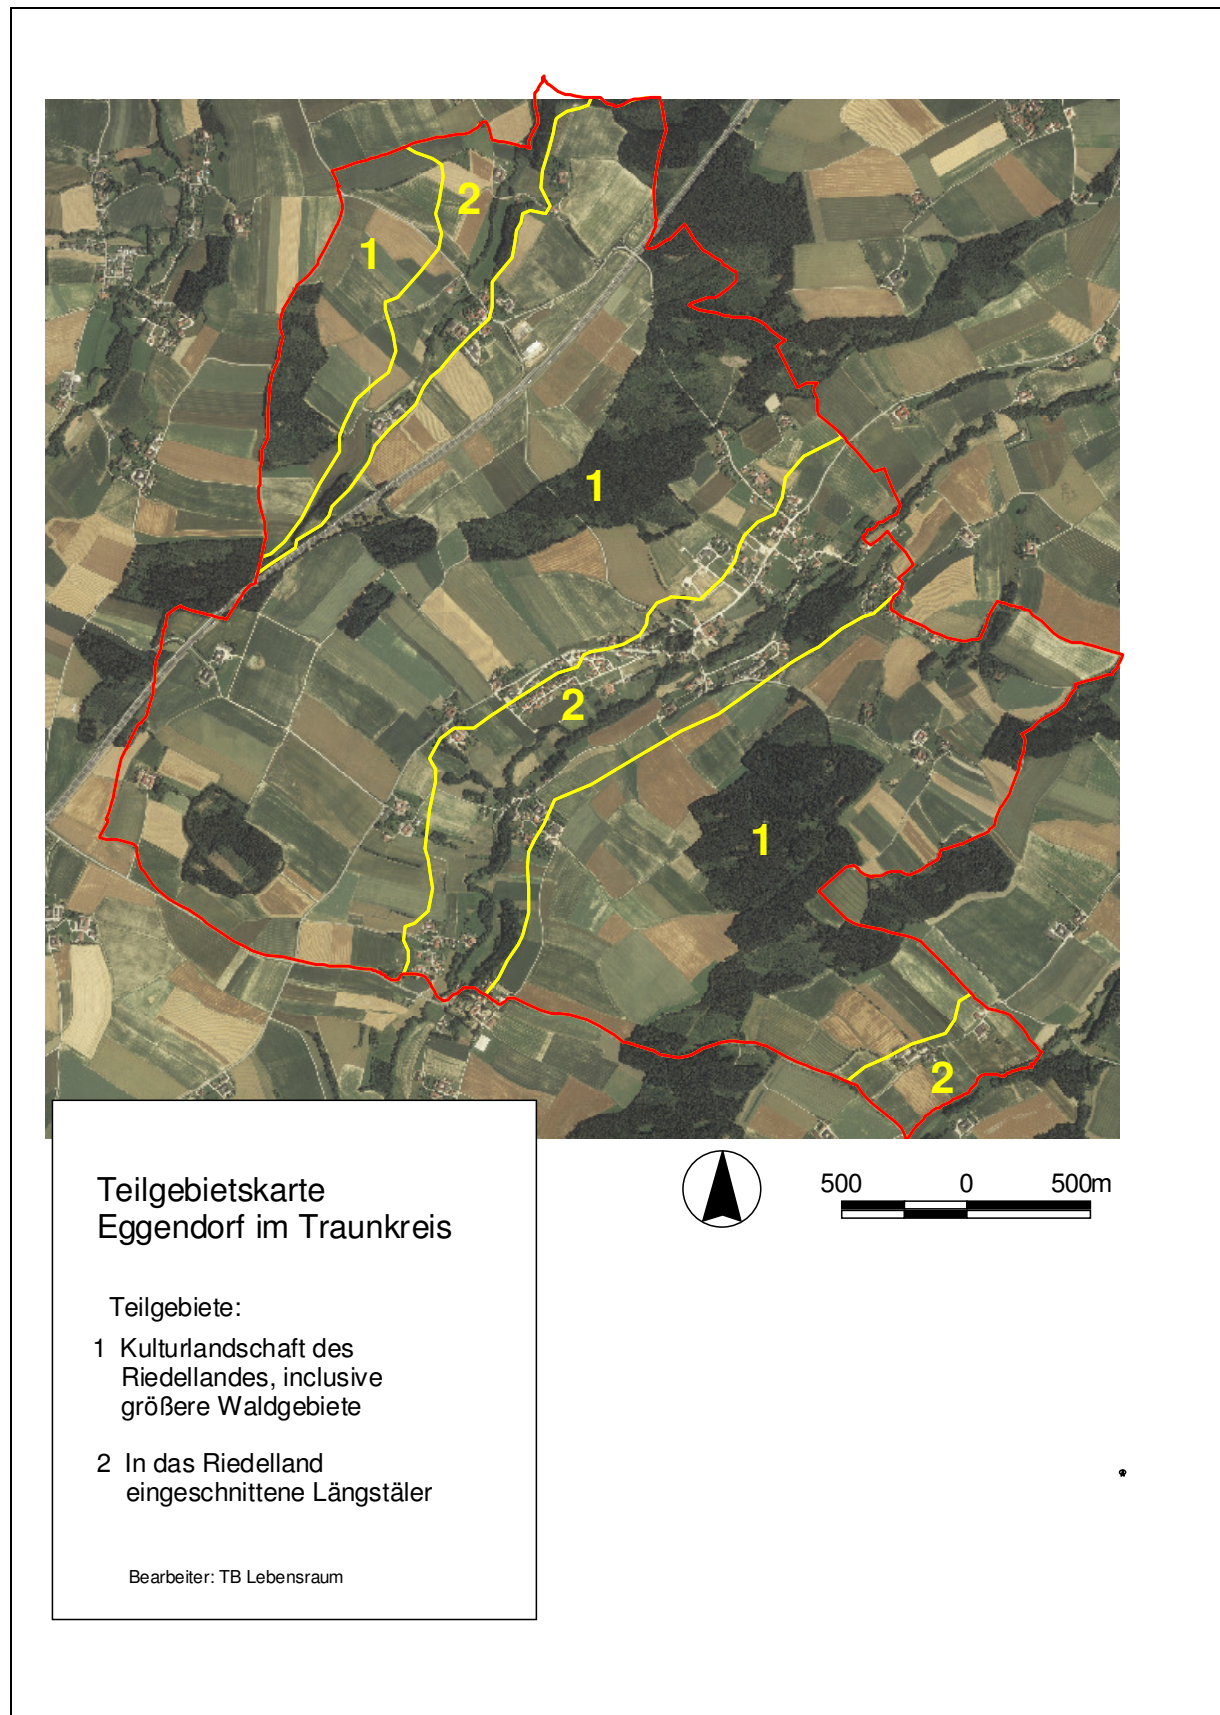 2
1
1
2
1
2
500 0 500m
Teilgebietskarte
Eggendorf im Traunkreis
Teilgebiete:
1 Kulturlandschaft des
Riedellandes, inclusive
größere Waldgebiete
2 In das Riedelland
eingeschnittene Längstäler
Bearbeiter: TB Lebensraum